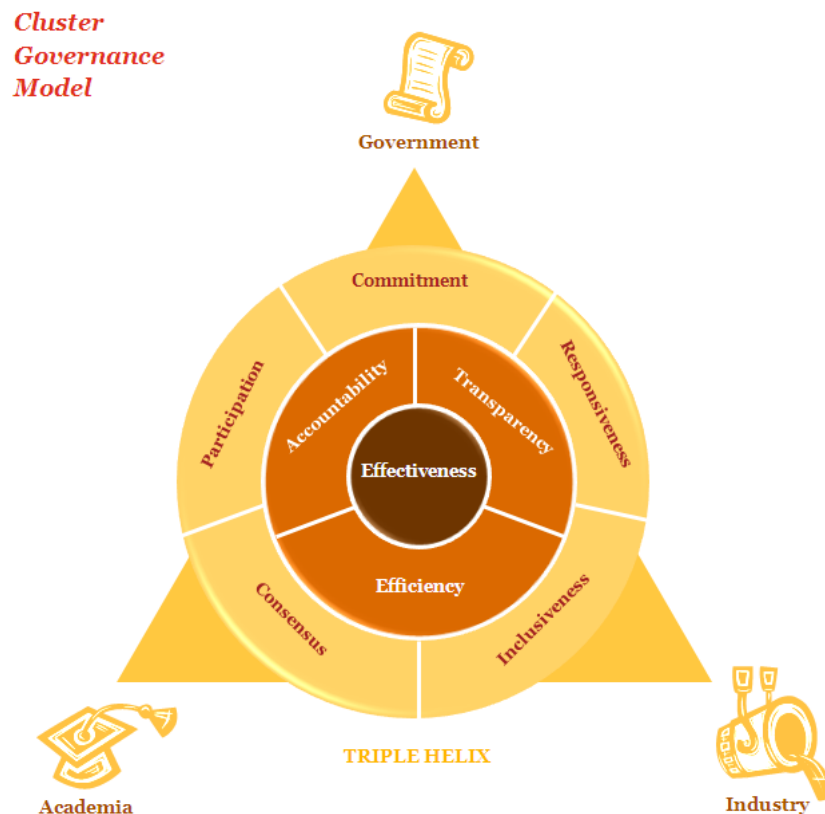 Cluster
Governance
Model
Government
Commitment
Participation
Responsiveness
Accountability
Transparency
Effectiveness
Efficiency
Consensus
Inclusiveness
TRIPLE HELIX
Academia
Industry